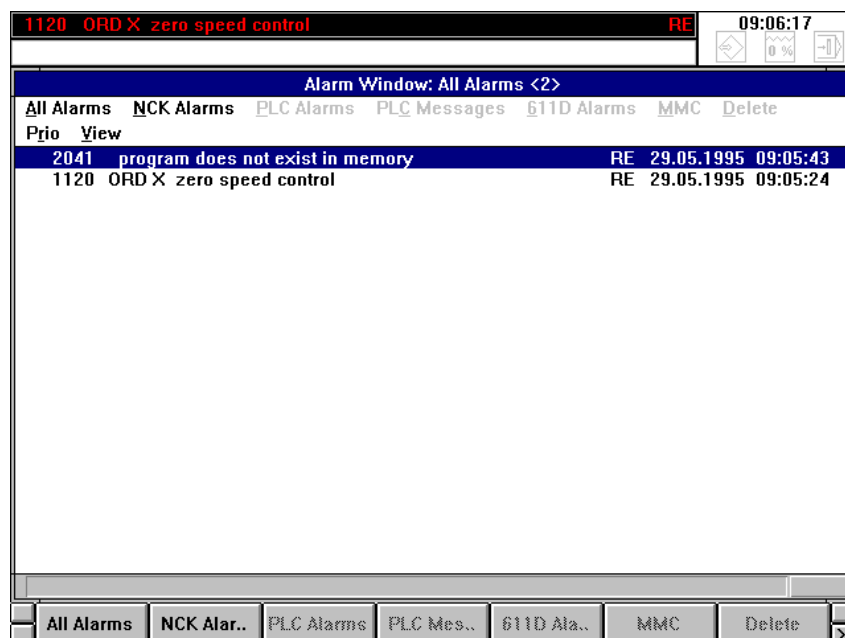 1120 ORD X zero speed control RE 09:06:17
0 %
Alarm Window: All Alarms <2>
All Alarms NCK Alarms PLC Alarms PLC Messages 611D Alarms MMC Delete
Prio View
2041 program does not exist in memory RE 29.05.1995 09:05:43
1120 ORD X zero speed control RE 29.05.1995 09:05:24
All Alarms NCK Alar.. PLC Alarms PLC Mes.. 611D Ala.. MMC Delete